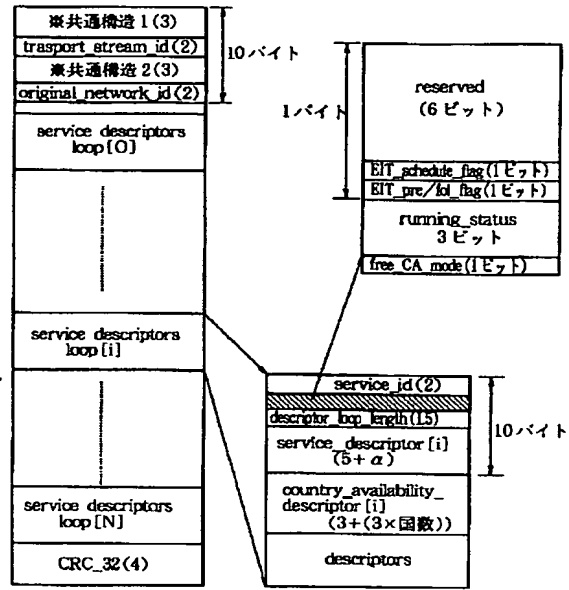 ※共通構造1(3)
trasport_stream_id(2)
※共通構造2(3)
original_network_id(2)
10バイト
service descriptors
loop[0]
service descriptors
loop[i]
service descriptors
loop[N]
CRC_32(4)
1バイト
reserved
(6ビット)
EIT_schedule_flag(1ビット)
EIT_pre/fol_flag(1ビット)
running_status
3ビット
free_CA_mode(1ビット)
service_id(2)
descriptor_loop_length(1.5)
service_descriptor[i]
(5+α)
10バイト
country_availability_
descriptor[i]
(3+(3×国数))
descriptors